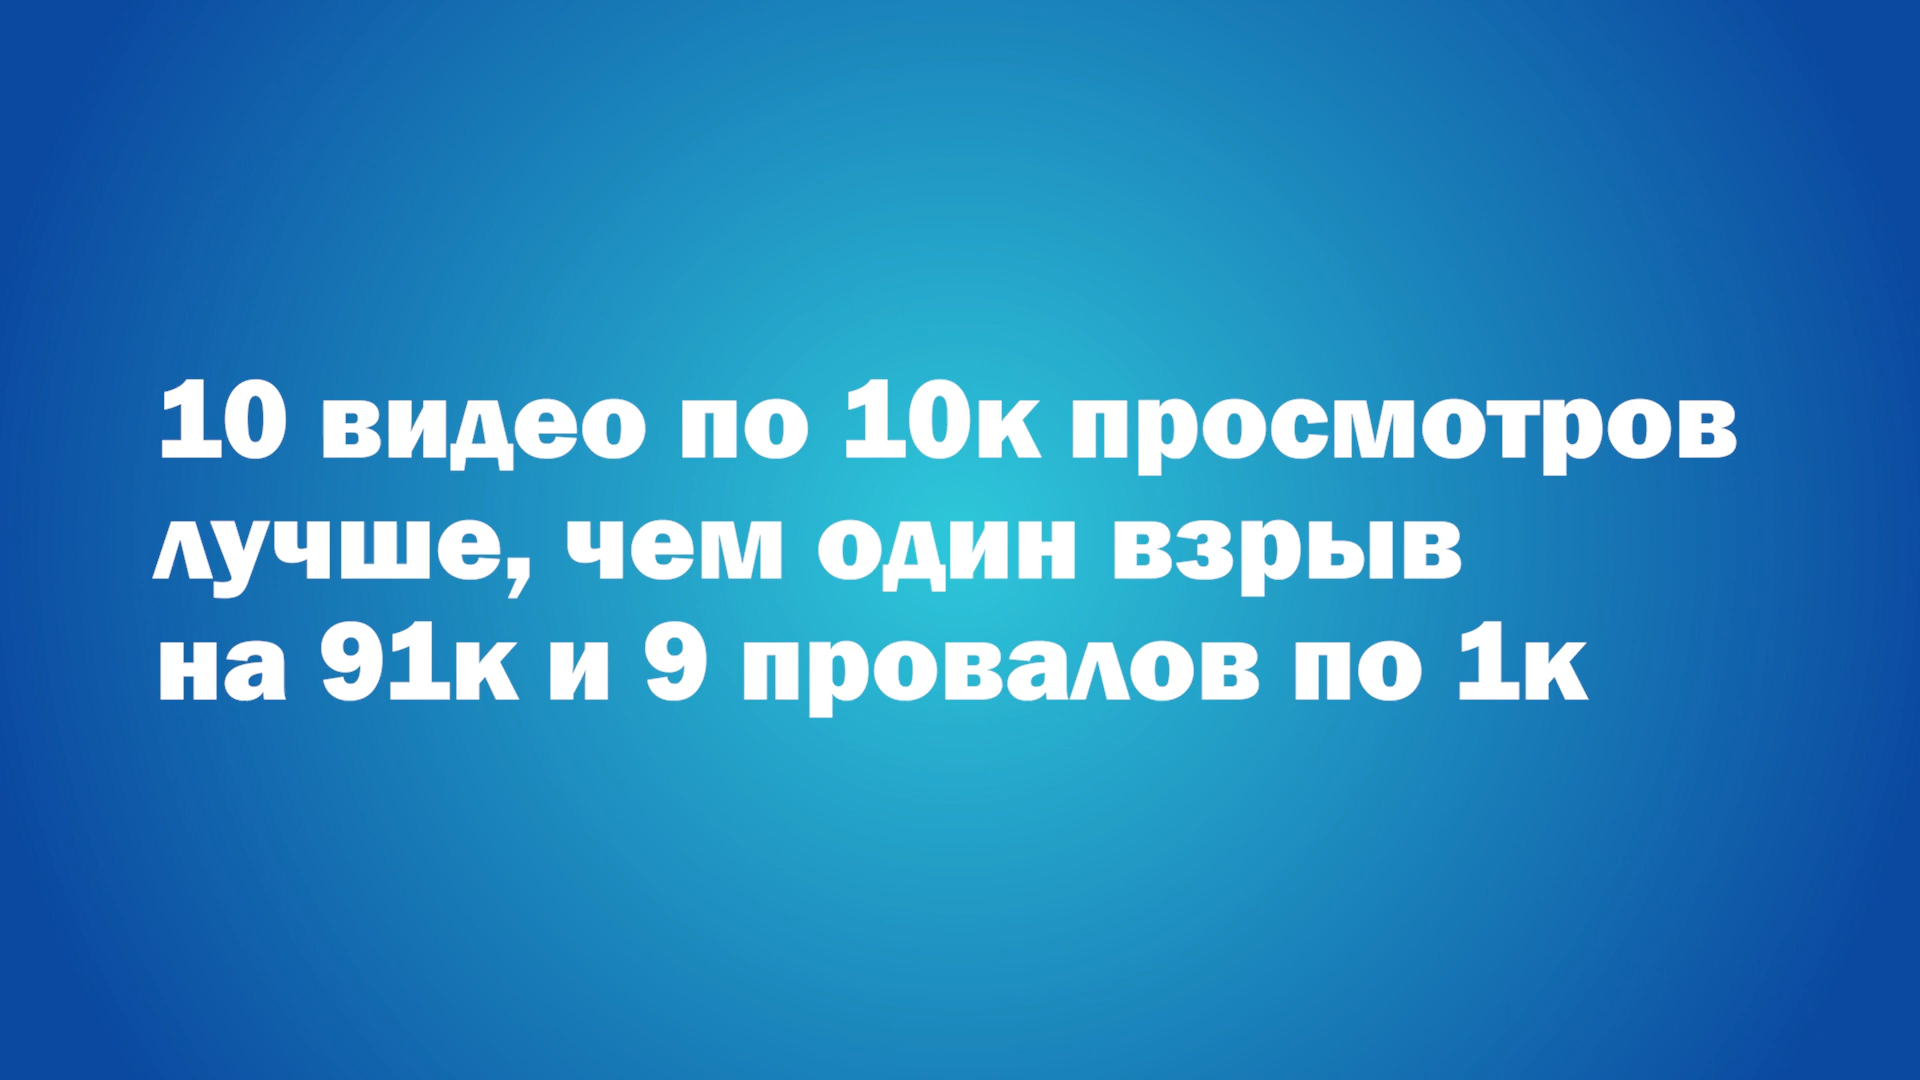 10 видео по 10к просмотров
лучше, чем один взрыв
на 91к и 9 провалов по 1к